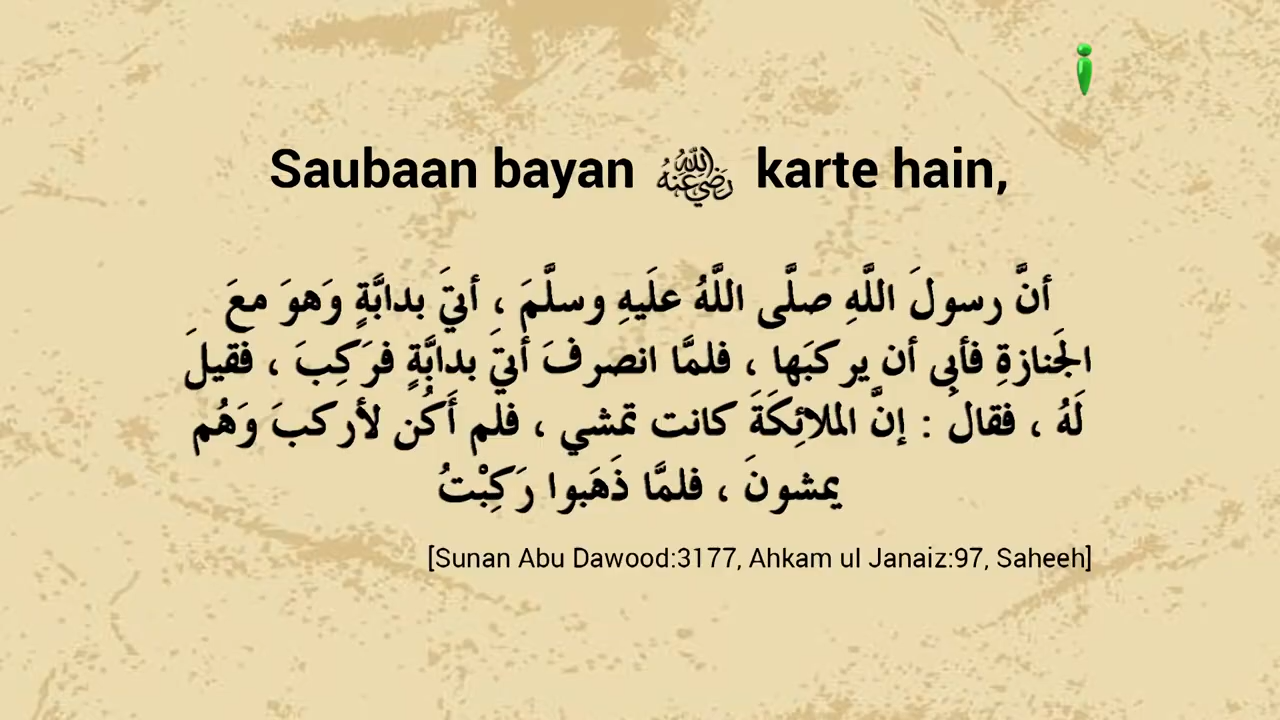 Saubaan bayan رضي الله عنه karte hain,
أنَّ رسولَ اللَّهِ صلَّى اللَّهُ علَيهِ وسلَّمَ ، أتيَ بدابَّةٍ وَهوَ معَ
الجَنازةِ فأبى أن يركبَها ، فلمَّا انصرفَ أتيَ بدابَّةٍ فرَكِبَ ، فقيلَ
لَهُ ، فقالَ : إنَّ الملائِكَةَ كانت تمشي ، فلم أَكُن لأركبَ وَهُم
يمشونَ ، فلمَّا ذَهَبوا رَكِبْتُ
[Sunan Abu Dawood:3177, Ahkam ul Janaiz:97, Saheeh]